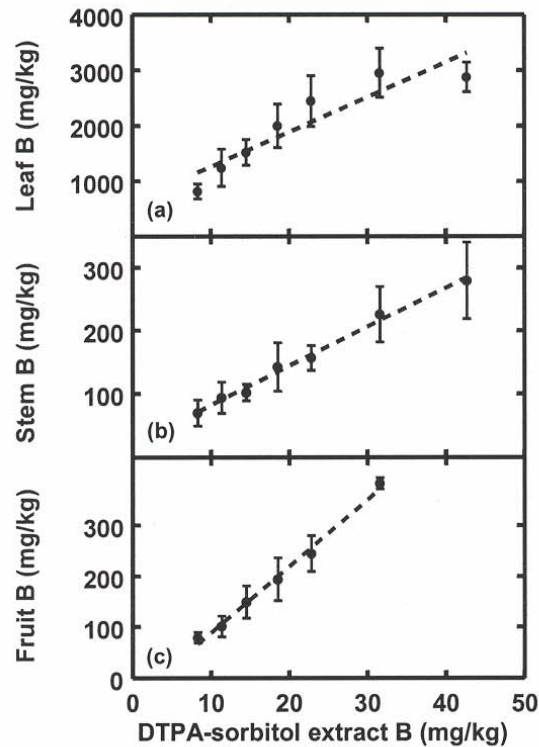 4000
3000
2000
1000
Leaf B (mg/kg)
(a)
300
200
100
Stem B (mg/kg)
(b)
300
200
100
0
Fruit B (mg/kg)
(c)
0 10 20 30 40 50
DTPA-sorbitol extract B (mg/kg)